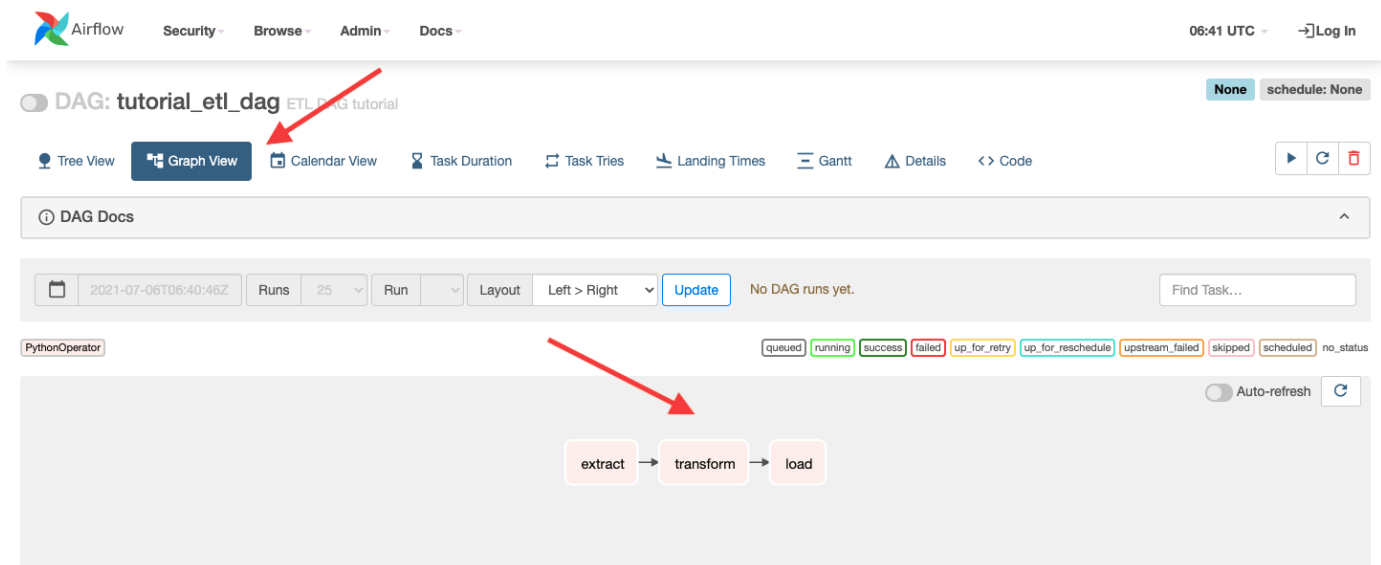 Airflow Security Browse Admin Docs 06:41 UTC Log In
DAG: tutorial_etl_dag ETL DAG tutorial None schedule: None
Tree View Graph View Calendar View Task Duration Task Tries Landing Times Gantt Details <> Code
DAG Docs
2021-07-06T06:40:46Z Runs 25 Run Layout Left > Right Update No DAG runs yet. Find Task...
PythonOperator queued running success failed up_for_retry up_for_reschedule upstream_failed skipped scheduled no_status
Auto-refresh
extract transform load